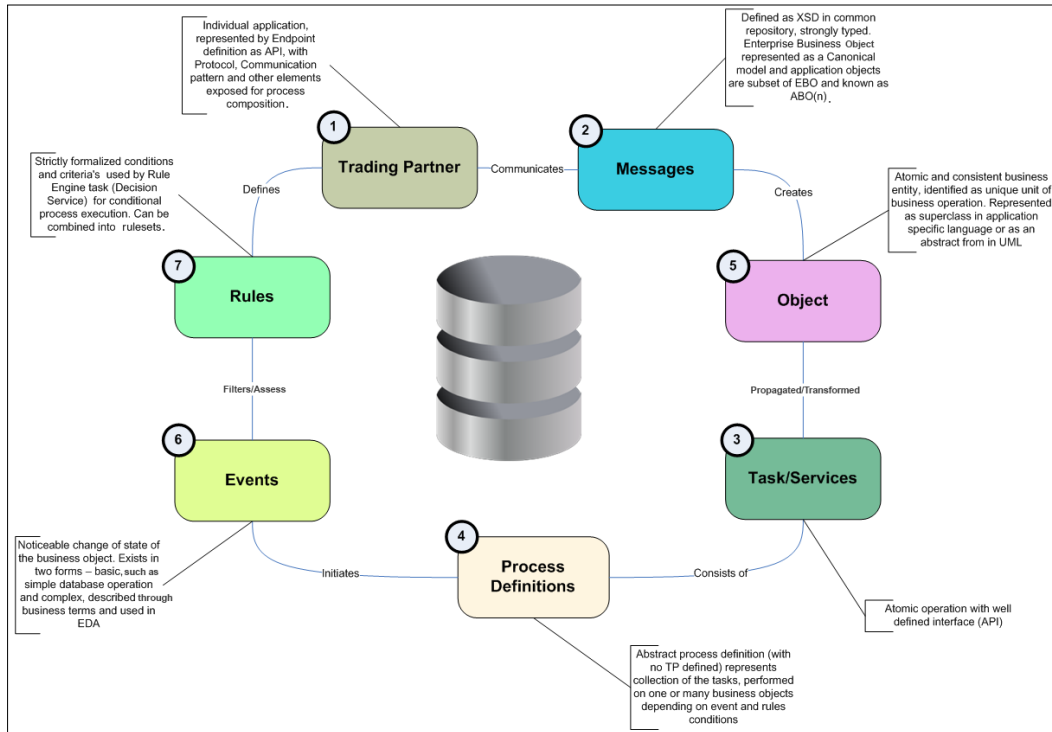 Individual application,
represented by Endpoint
definition as API, with
Protocol, Communication
pattern and other elements
exposed for process
composition.
Defined as XSD in common
repository, strongly typed.
Enterprise Business Object
represented as a Canonical
model and application objects
are subset of EBO and known as
ABO(n).
1
Trading Partner
Communicates
2
Messages
Strictly formalized conditions
and criteria's used by Rule
Engine task (Decision
Service) for conditional
process execution. Can be
combined into rulesets.
Defines
Creates
Atomic and consistent business
entity, identified as unique unit of
business operation. Represented
as superclass in application
specific language or as an
abstract from in UML
7
Rules
5
Object
Filters/Assess
Propagated/Transformed
6
Events
3
Task/Services
Noticeable change of state of
the business object. Exists in
two forms – basic, such as
simple database operation
and complex, described through
business terms and used in
EDA
Initiates
4
Process
Definitions
Consists of
Atomic operation with well
defined interface (API)
Abstract process definition (with
no TP defined) represents
collection of the tasks, performed
on one or many business objects
depending on event and rules
conditions